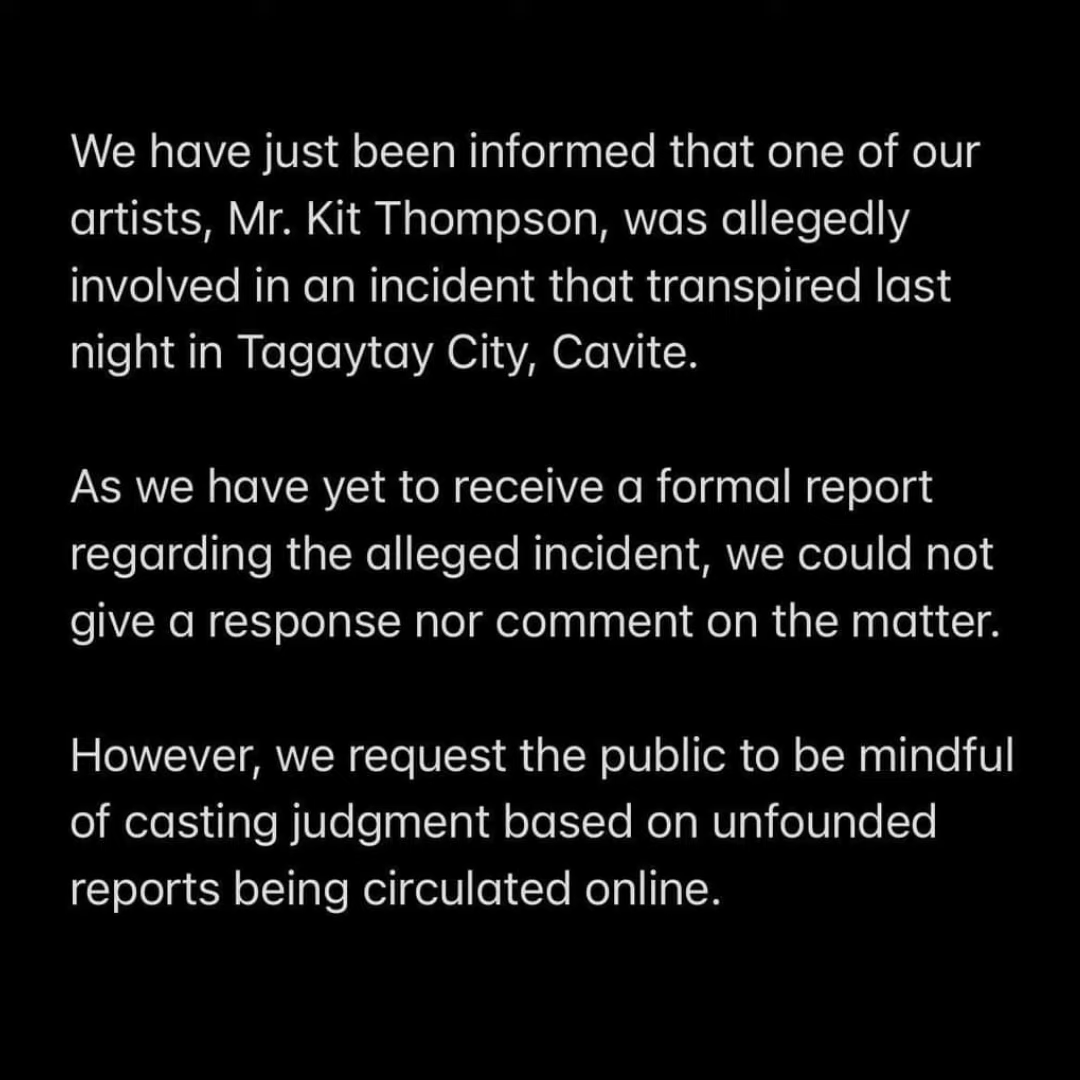 We have just been informed that one of our
artists, Mr. Kit Thompson, was allegedly
involved in an incident that transpired last
night in Tagaytay City, Cavite.
As we have yet to receive a formal report
regarding the alleged incident, we could not
give a response nor comment on the matter.
However, we request the public to be mindful
of casting judgment based on unfounded
reports being circulated online.